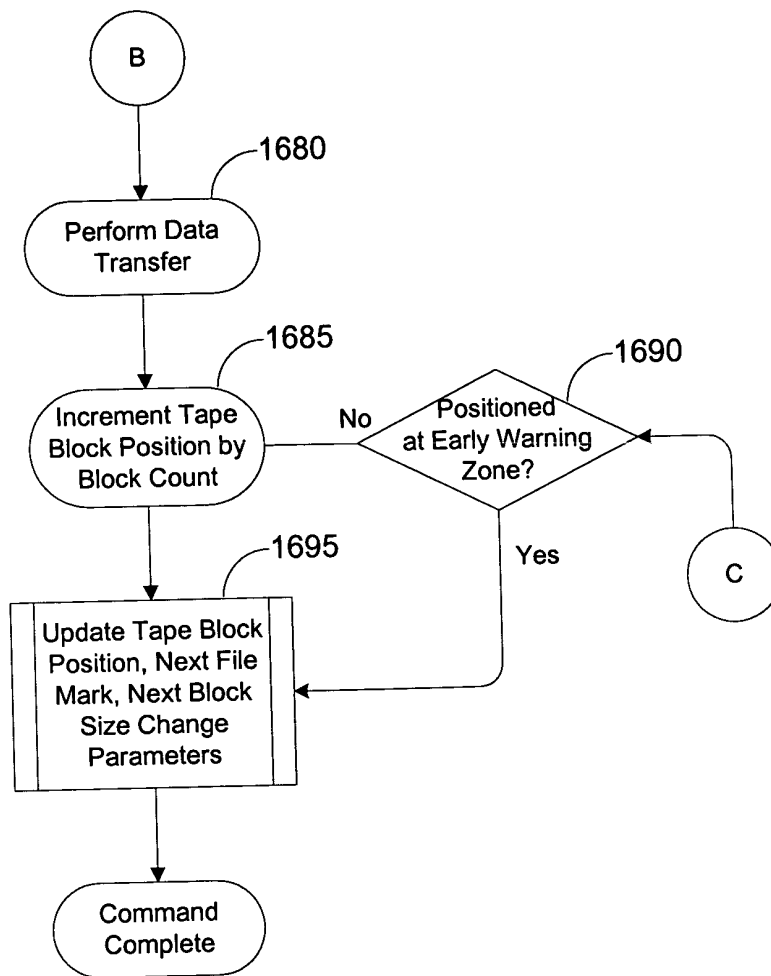 B
1680
Perform Data
Transfer
1685
Increment Tape
Block Position by
Block Count
No
1690
Positioned
at Early Warning
Zone?
Yes
C
1695
Update Tape Block
Position, Next File
Mark, Next Block
Size Change
Parameters
Command
Complete